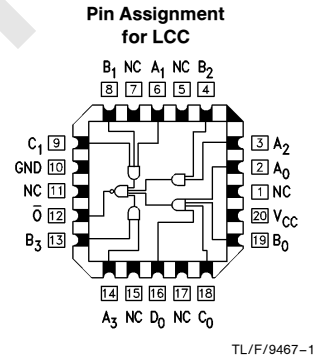 Pin Assignment
for LCC
B1 NC A1 NC B2
8 7 6 5 4
C1 9
GND 10
NC 11
O̅ 12
B3 13
3 A2
2 A0
1 NC
20 VCC
19 B0
14 15 16 17 18
A3 NC D0 NC C0
TL/F/9467–1